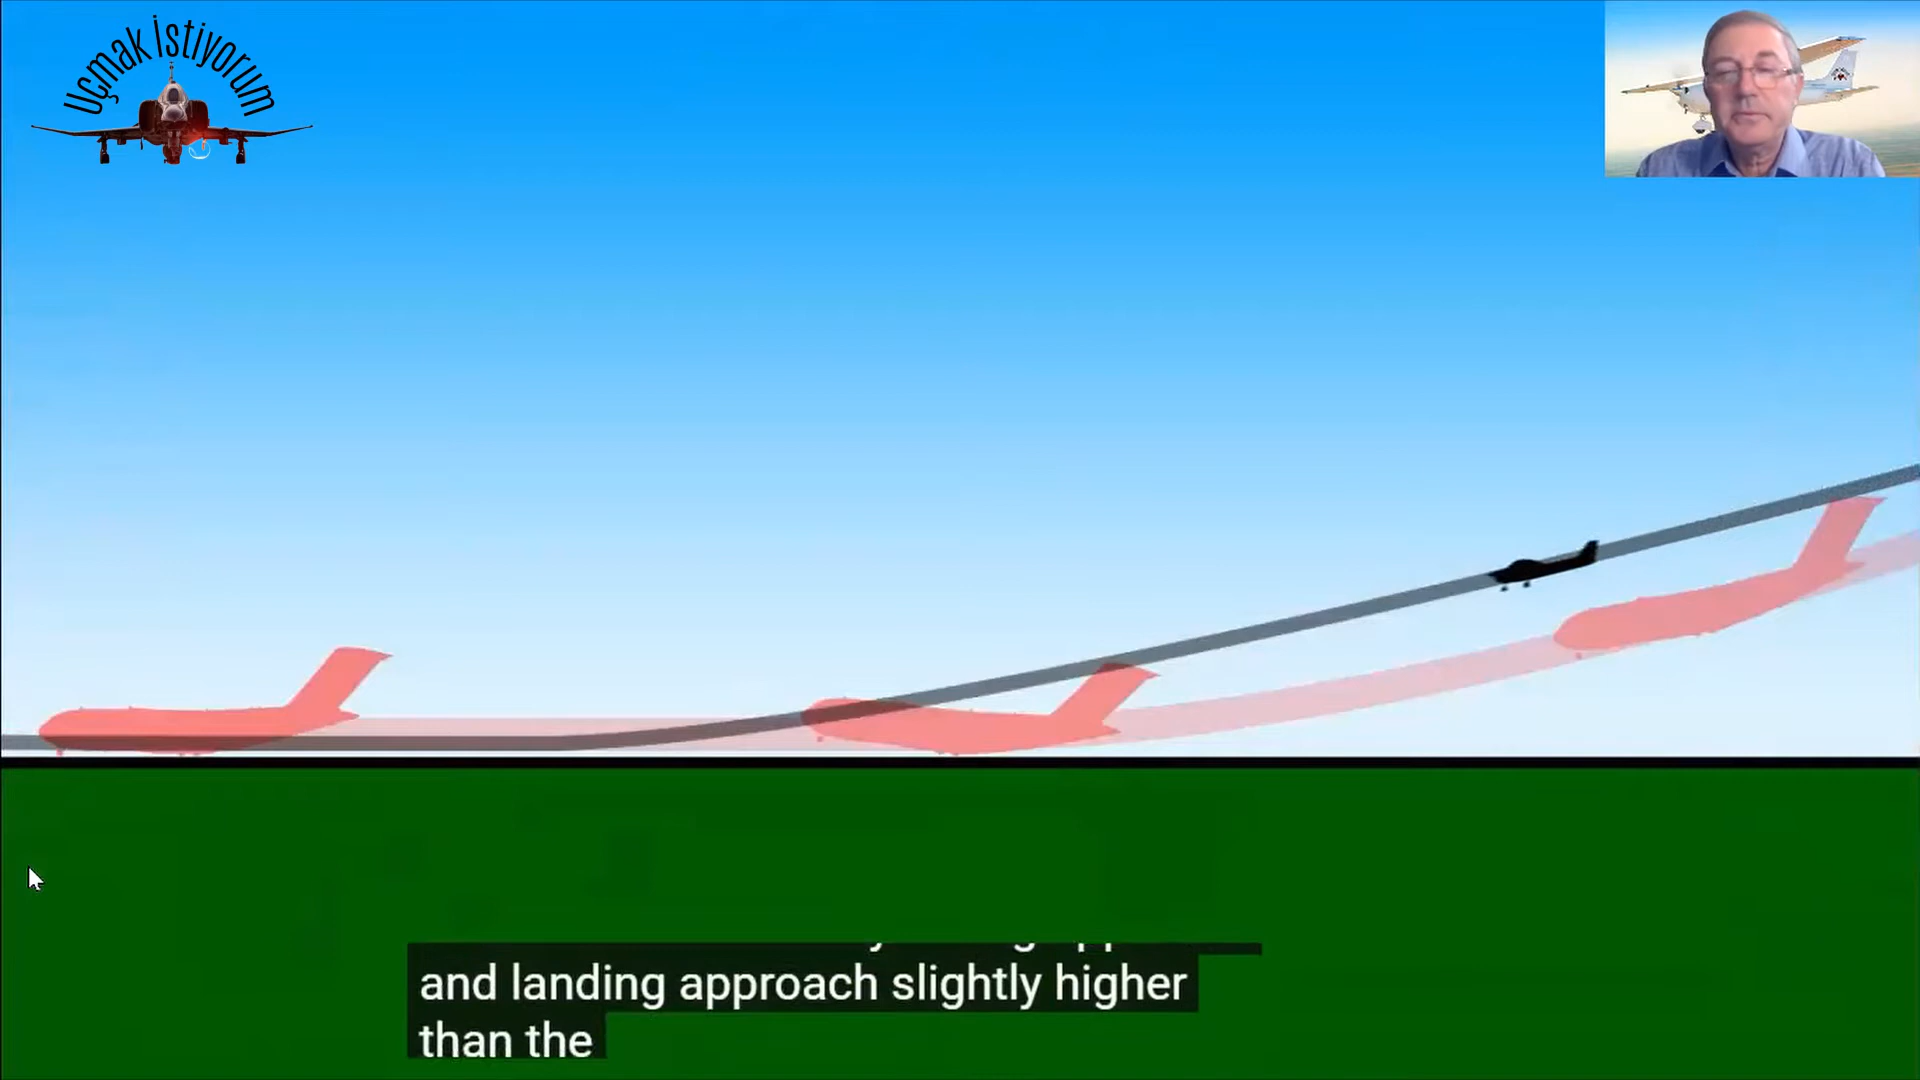 Uçmak İstiyorum
and landing approach slightly higher
than the